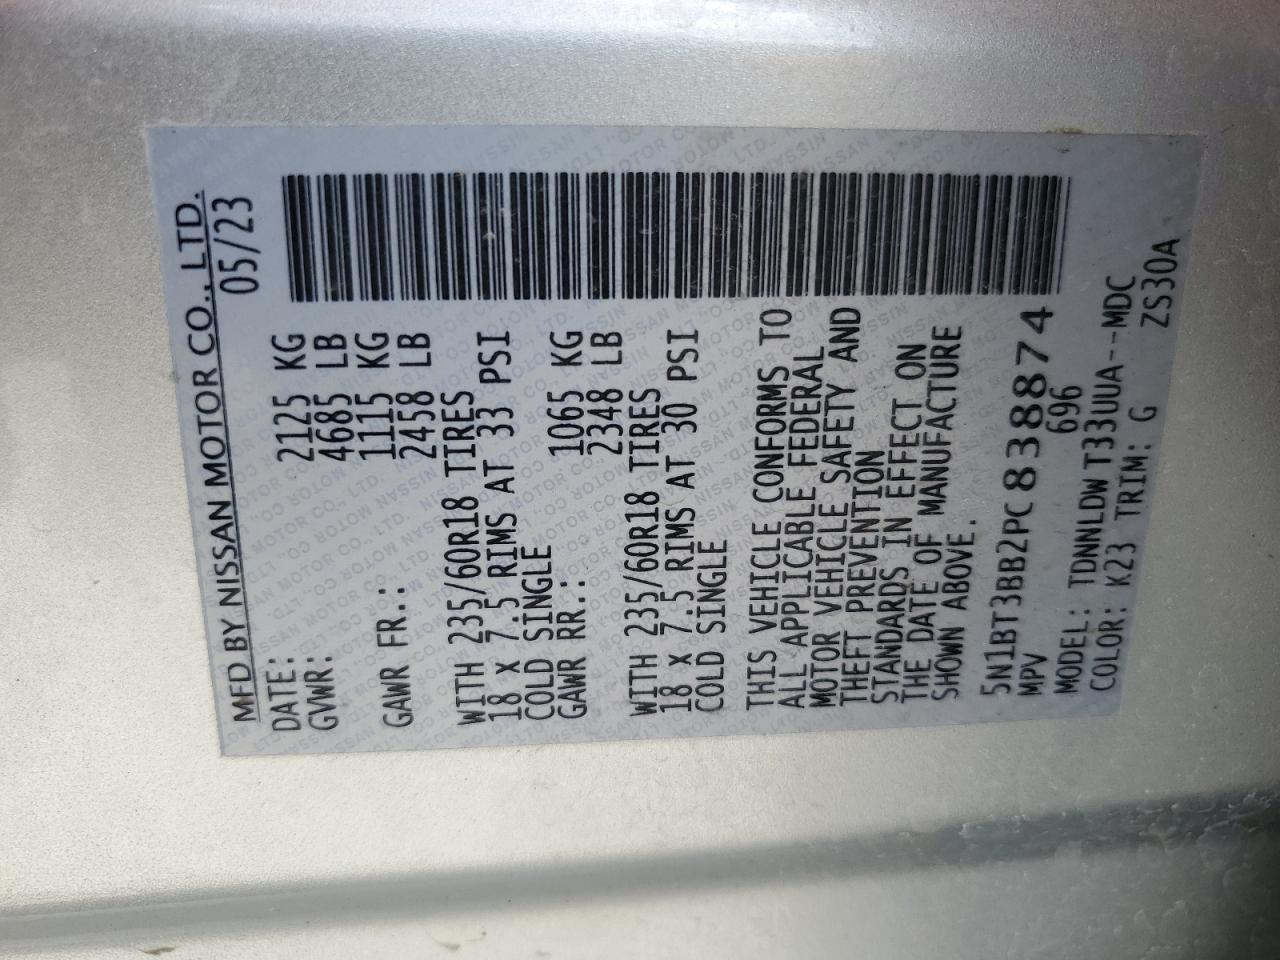 MFD BY NISSAN MOTOR CO., LTD.
DATE: 05/23
GVWR: 2125 KG
4685 LB
GAWR FR.: 1115 KG
2458 LB
WITH 235/60R18 TIRES
18 X 7.5 RIMS AT 33 PSI
COLD SINGLE
GAWR RR.: 1065 KG
2348 LB
WITH 235/60R18 TIRES
18 X 7.5 RIMS AT 30 PSI
COLD SINGLE
THIS VEHICLE CONFORMS TO
ALL APPLICABLE FEDERAL
MOTOR VEHICLE SAFETY AND
THEFT PREVENTION
STANDARDS IN EFFECT ON
THE DATE OF MANUFACTURE
SHOWN ABOVE.
5N1BT3BB2PC838874
MPV 696
MODEL: TDNNLDW T33UUA--MDC
COLOR: K23 TRIM: G ZS30A